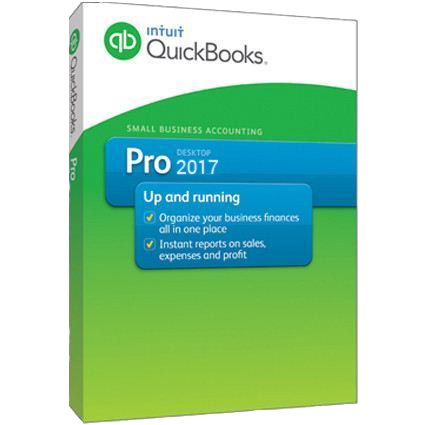 qb
QuickBooks.
Pro
qb
intuit
QuickBooks.
SMALL BUSINESS ACCOUNTING
Pro DESKTOP 2017
Up and running
Organize your business finances
all in one place
Instant reports on sales,
expenses and profit